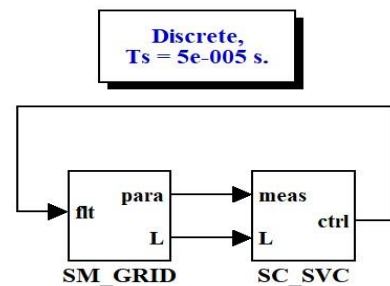 Discrete,
Ts = 5e-005 s.
flt
para
L
SM_GRID
meas
L
ctrl
SC_SVC